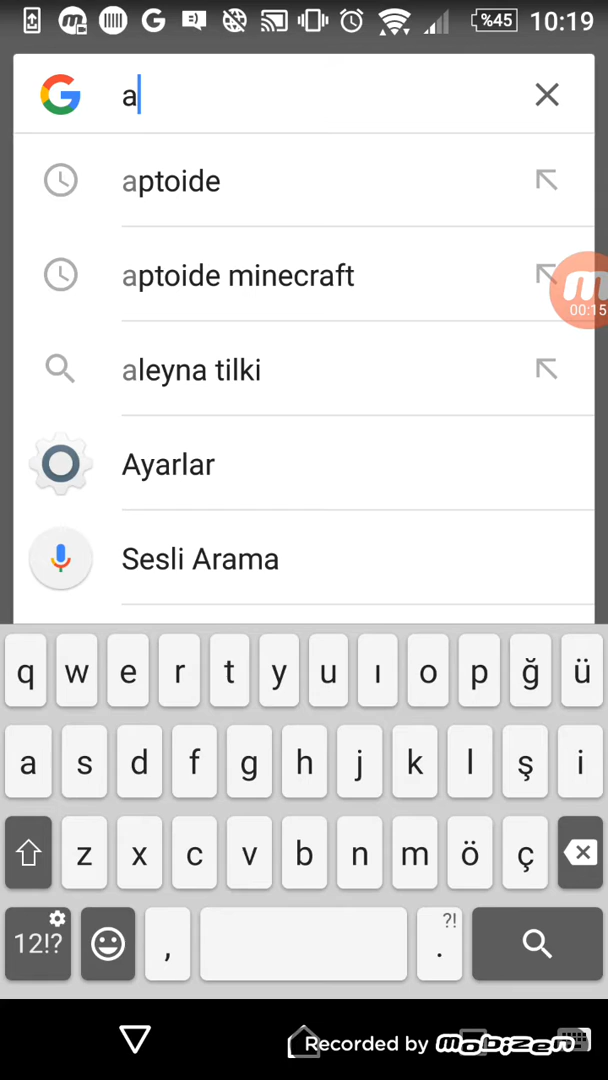 %45 10:19
a
aptoide
aptoide minecraft
00:15
aleyna tilki
Ayarlar
Sesli Arama
q w e r t y u ı o p ğ ü
a s d f g h j k l ş i
z x c v b n m ö ç
12!? , . ?!
Recorded by mobizen